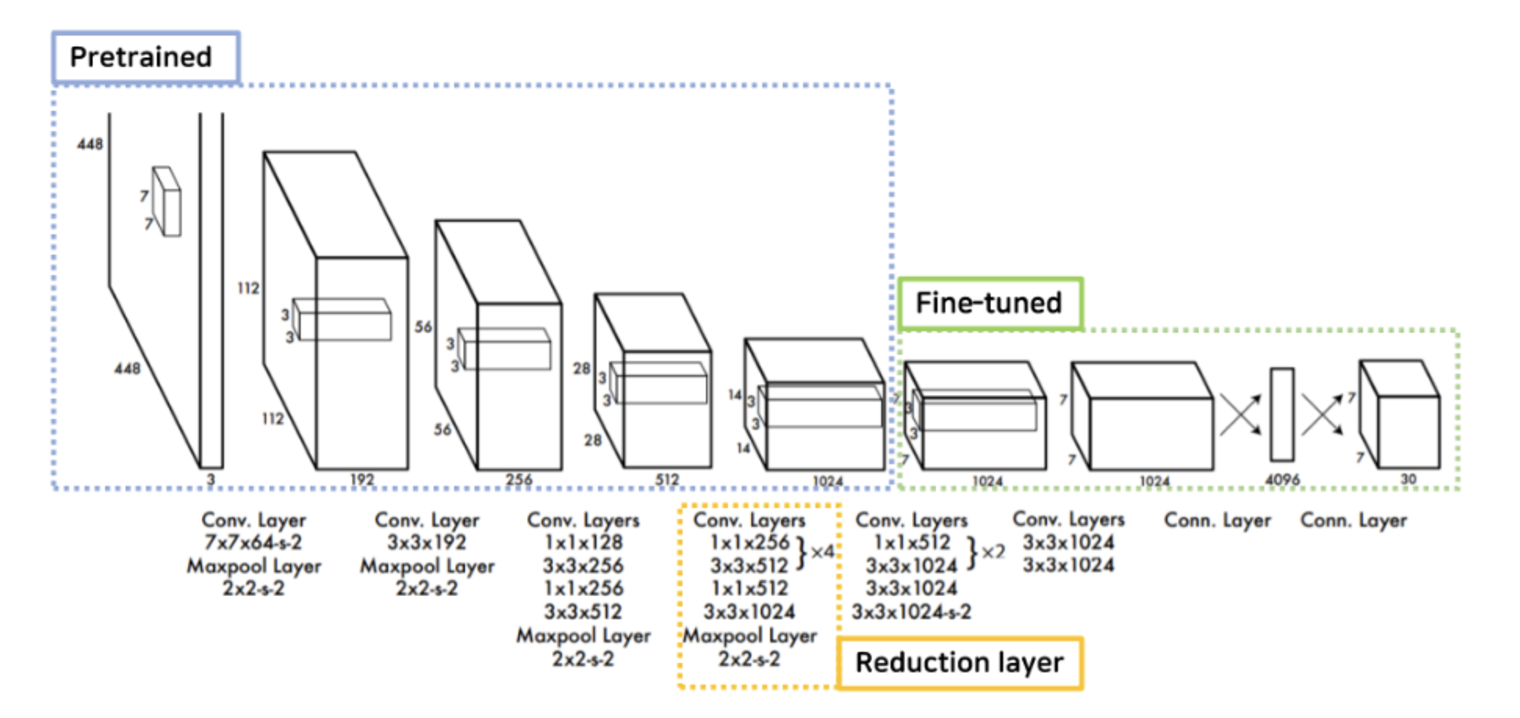 Pretrained
448
7
7
448
3
112
3
3
112
192
56
3
3
56
256
28
3
3
28
512
14
3
3
14
1024
Fine-tuned
7
3
3
7
1024
7
7
1024
4096
7
7
30
Conv. Layer
7x7x64-s-2
Maxpool Layer
2x2-s-2
Conv. Layer
3x3x192
Maxpool Layer
2x2-s-2
Conv. Layers
1x1x128
3x3x256
1x1x256
3x3x512
Maxpool Layer
2x2-s-2
Conv. Layers
1x1x256
3x3x512 } ×4
1x1x512
3x3x1024
Maxpool Layer
2x2-s-2
Conv. Layers
1x1x512
3x3x1024 } ×2
3x3x1024
3x3x1024-s-2
Conv. Layers
3x3x1024
3x3x1024
Conn. Layer
Conn. Layer
Reduction layer